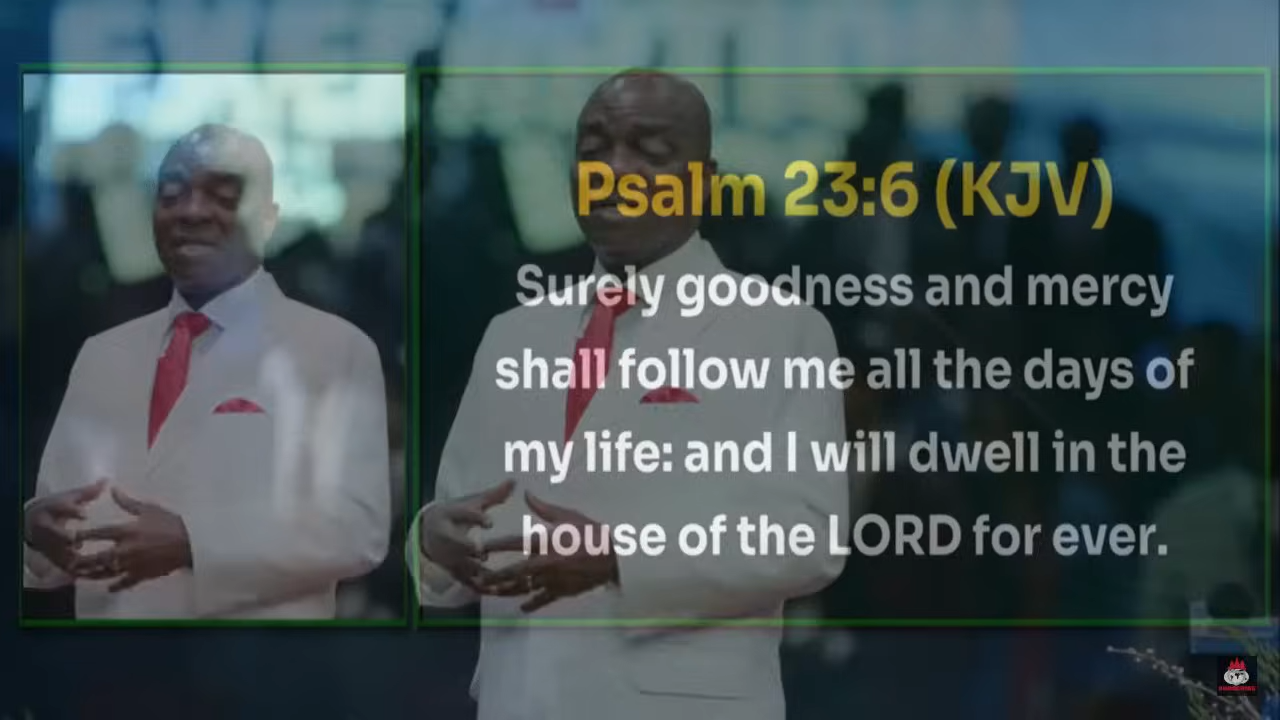 Psalm 23:6 (KJV)
Surely goodness and mercy
shall follow me all the days of
my life: and I will dwell in the
house of the LORD for ever.